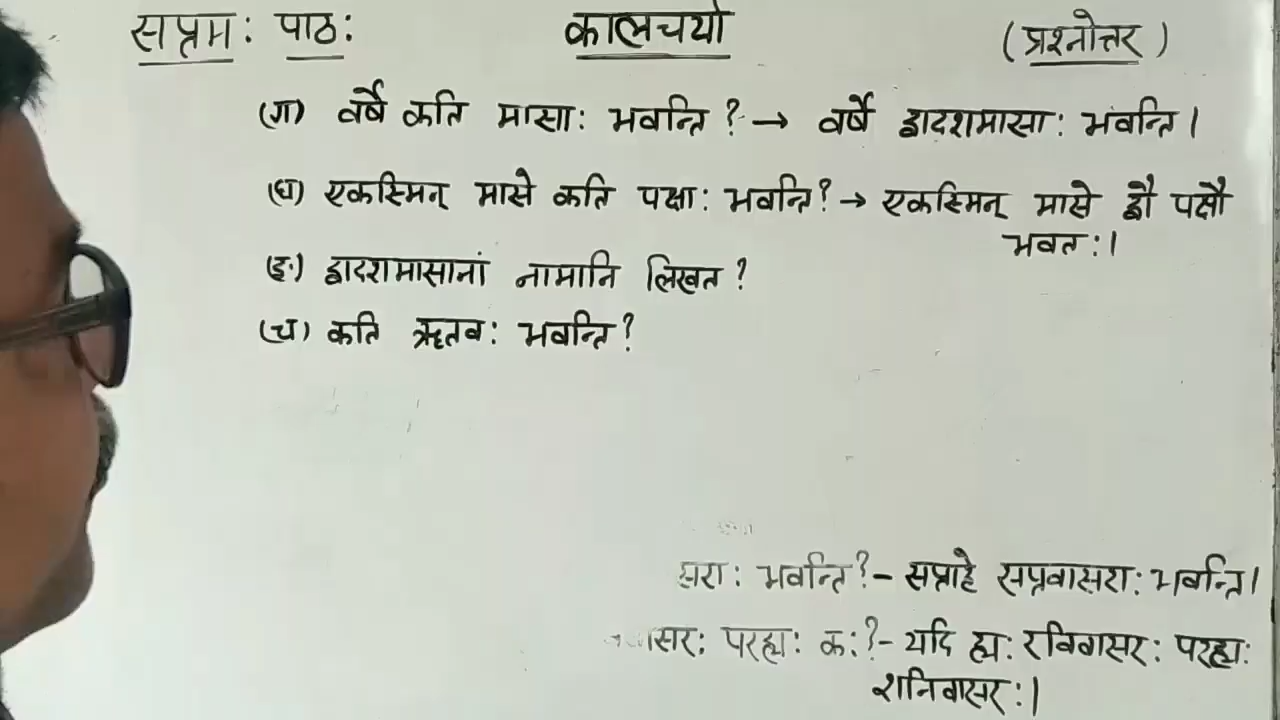 सप्तमः पाठः कालचर्या (प्रश्नोत्तर)
(ग) वर्षे कति मासाः भवन्ति? → वर्षे द्वादशमासाः भवन्ति।
(घ) एकस्मिन् मासे कति पक्षाः भवन्ति? → एकस्मिन् मासे द्वौ पक्षौ
भवतः।
(ङ) द्वादशमासानां नामानि लिखत?
(च) कति ऋतवः भवन्ति?
सराः भवन्ति? - सप्ताहे सप्तवासराः भवन्ति।
ासरः परह्यः कः? - यदि ह्यः रविवासरः परह्यः
शनिवासरः।